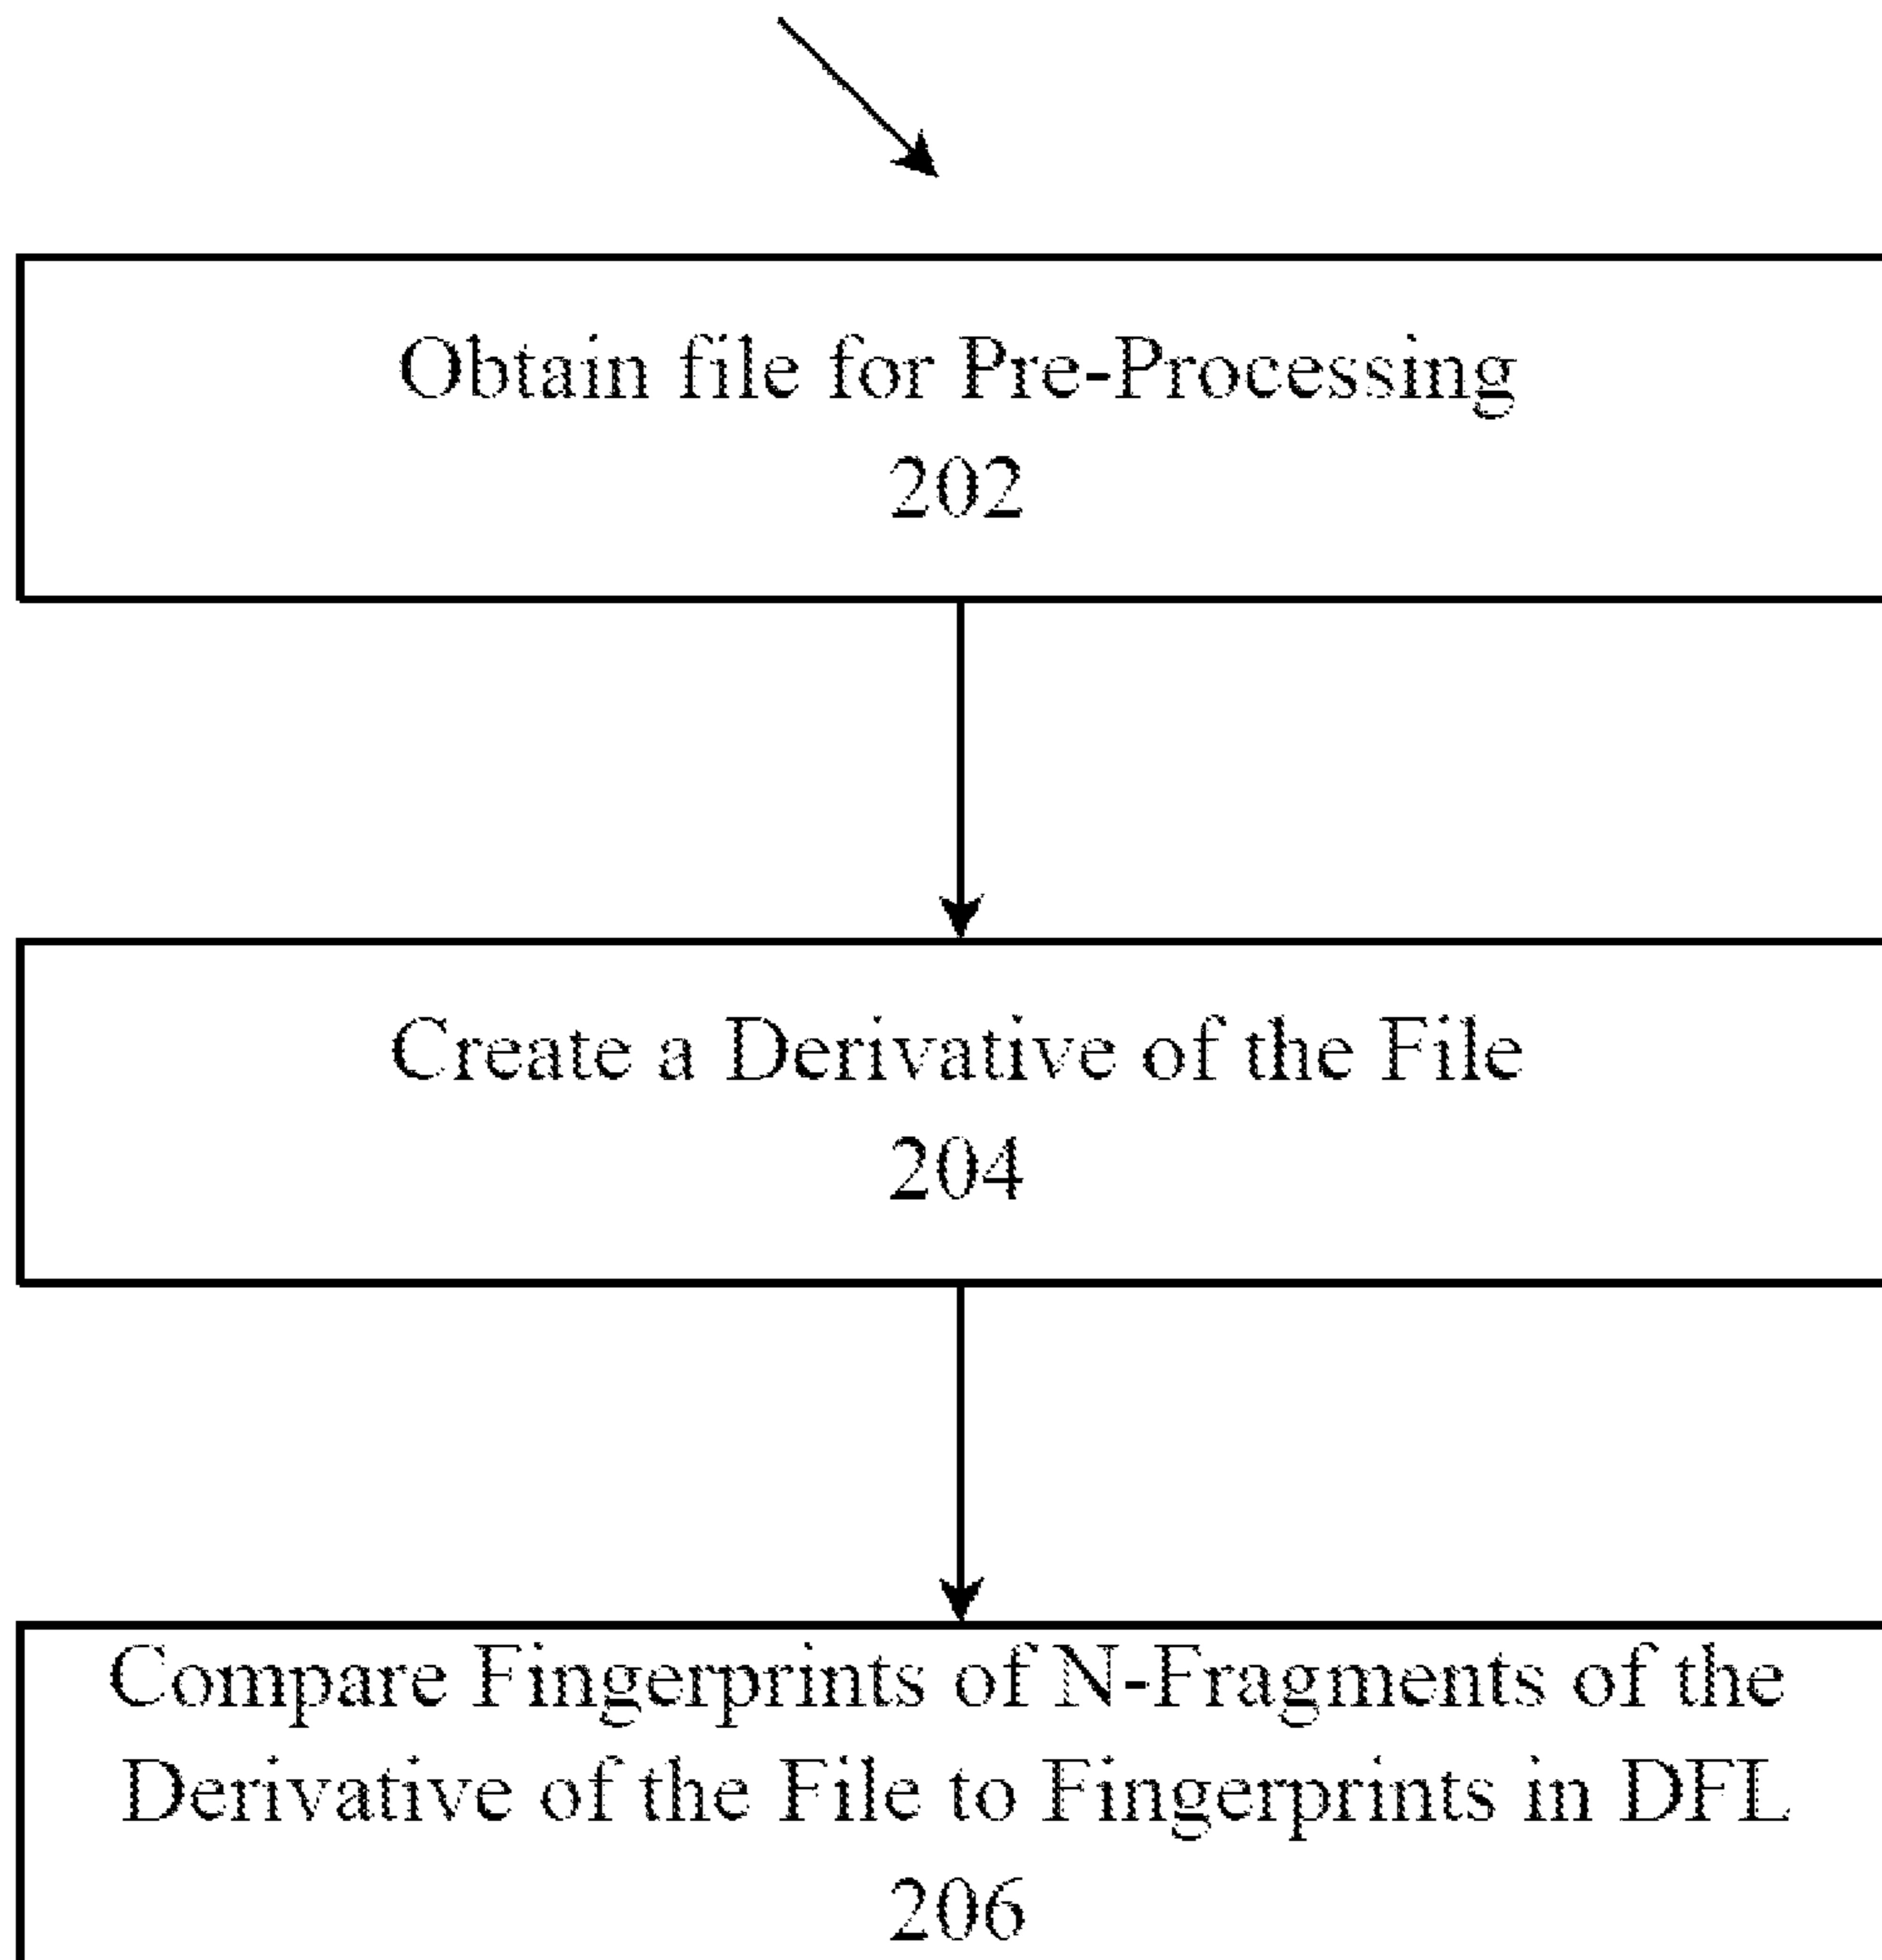 Obtain file for Pre-Processing
202
Create a Derivative of the File
204
Compare Fingerprints of N-Fragments of the
Derivative of the File to Fingerprints in DFL
206